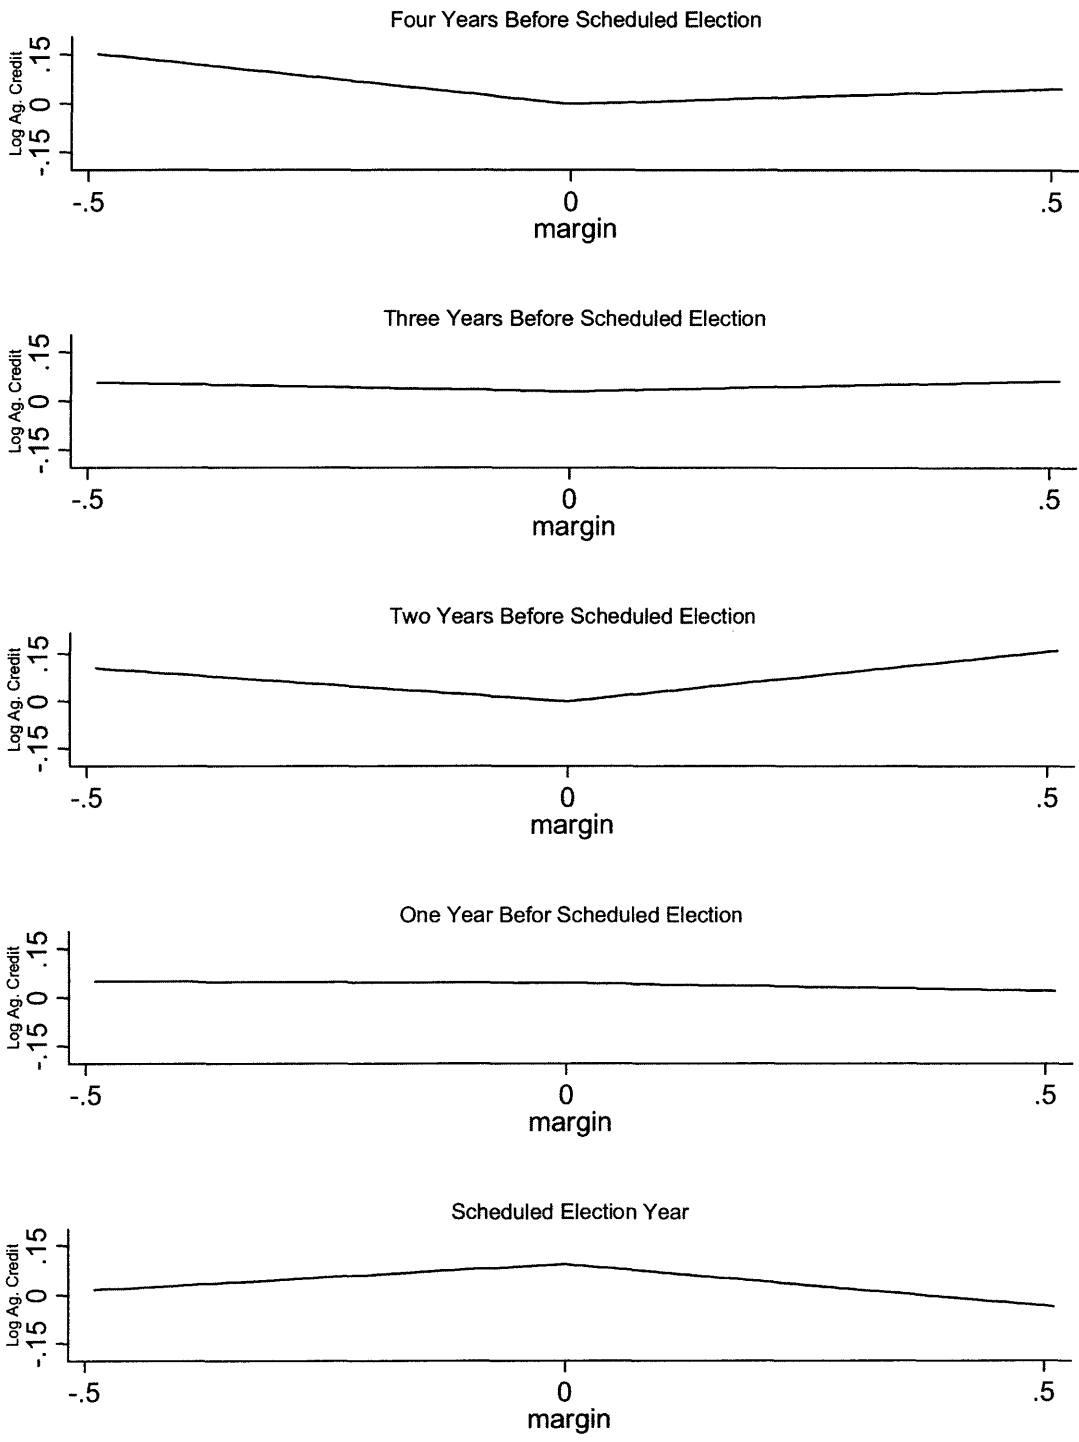 Four Years Before Scheduled Election
Log Ag. Credit
-.15 0 .15
-.5 0 .5
margin
Three Years Before Scheduled Election
Log Ag. Credit
-.15 0 .15
-.5 0 .5
margin
Two Years Before Scheduled Election
Log Ag. Credit
-.15 0 .15
-.5 0 .5
margin
One Year Befor Scheduled Election
Log Ag. Credit
-.15 0 .15
-.5 0 .5
margin
Scheduled Election Year
Log Ag. Credit
-.15 0 .15
-.5 0 .5
margin